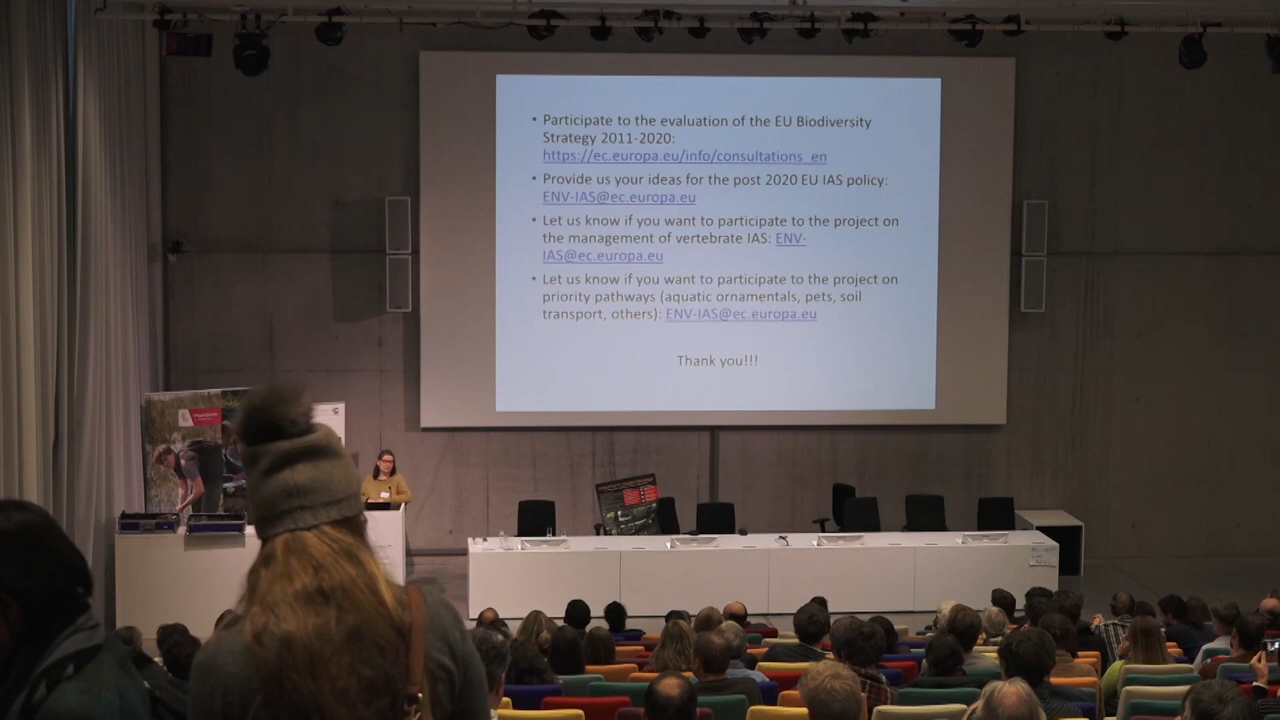 • Participate to the evaluation of the EU Biodiversity
Strategy 2011-2020:
https://ec.europa.eu/info/consultations_en
• Provide us your ideas for the post 2020 EU IAS policy:
ENV-IAS@ec.europa.eu
• Let us know if you want to participate to the project on
the management of vertebrate IAS: ENV-
IAS@ec.europa.eu
• Let us know if you want to participate to the project on
priority pathways (aquatic ornamentals, pets, soil
transport, others): ENV-IAS@ec.europa.eu
Thank you!!!